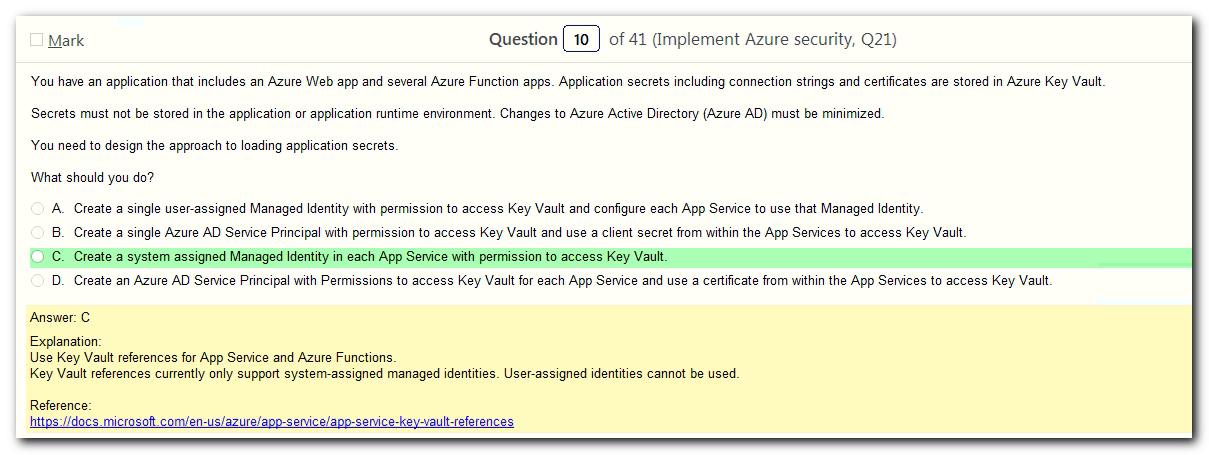 Mark
Question 10 of 41 (Implement Azure security, Q21)
You have an application that includes an Azure Web app and several Azure Function apps. Application secrets including connection strings and certificates are stored in Azure Key Vault.
Secrets must not be stored in the application or application runtime environment. Changes to Azure Active Directory (Azure AD) must be minimized.
You need to design the approach to loading application secrets.
What should you do?
A. Create a single user-assigned Managed Identity with permission to access Key Vault and configure each App Service to use that Managed Identity.
B. Create a single Azure AD Service Principal with permission to access Key Vault and use a client secret from within the App Services to access Key Vault.
C. Create a system assigned Managed Identity in each App Service with permission to access Key Vault.
D. Create an Azure AD Service Principal with Permissions to access Key Vault for each App Service and use a certificate from within the App Services to access Key Vault.
Answer: C
Explanation:
Use Key Vault references for App Service and Azure Functions.
Key Vault references currently only support system-assigned managed identities. User-assigned identities cannot be used.
Reference:
https://docs.microsoft.com/en-us/azure/app-service/app-service-key-vault-references